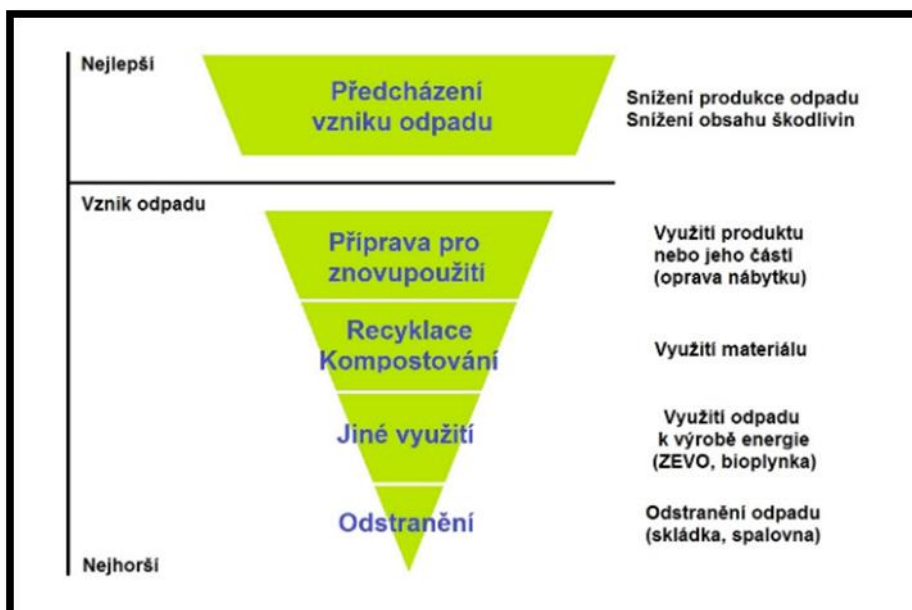 Nejlepší
Předcházení
vzniku odpadu
Snížení produkce odpadu
Snížení obsahu škodlivin
Vznik odpadu
Příprava pro
znovupoužití
Využití produktu
nebo jeho části
(oprava nábytku)
Recyklace
Kompostování
Využití materiálu
Jiné využití
Využití odpadu
k výrobě energie
(ZEVO, bioplynka)
Odstranění
Odstranění odpadu
(skládka, spalovna)
Nejhorší